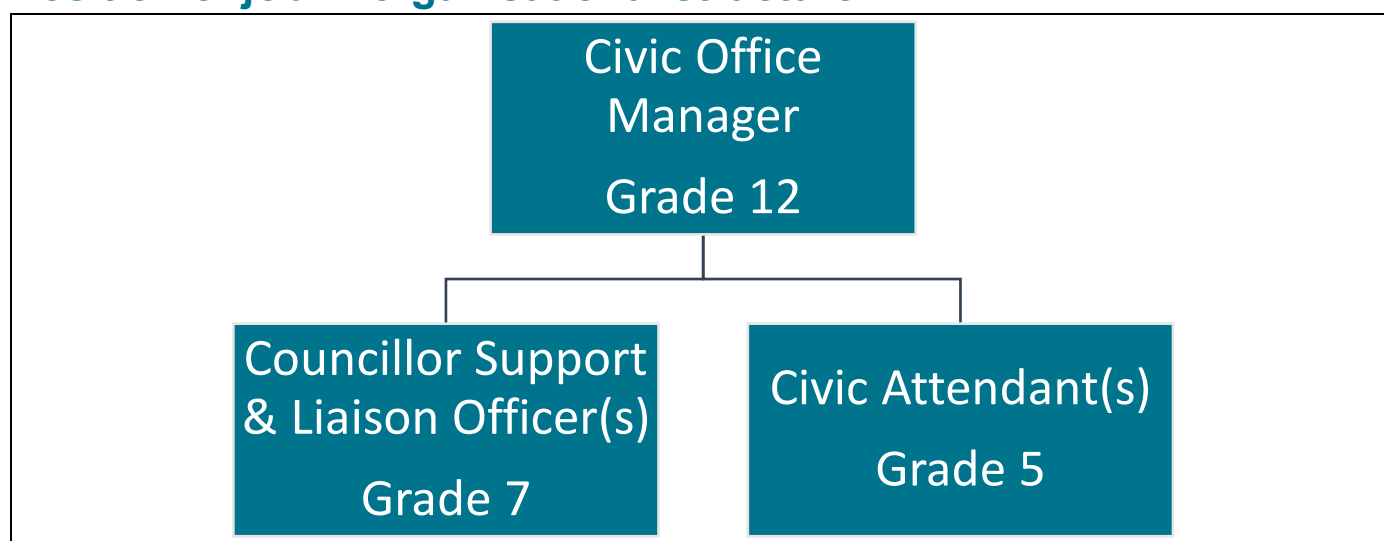 Civic Office
Manager
Grade 12
Councillor Support
& Liaison Officer(s)
Grade 7
Civic Attendant(s)
Grade 5